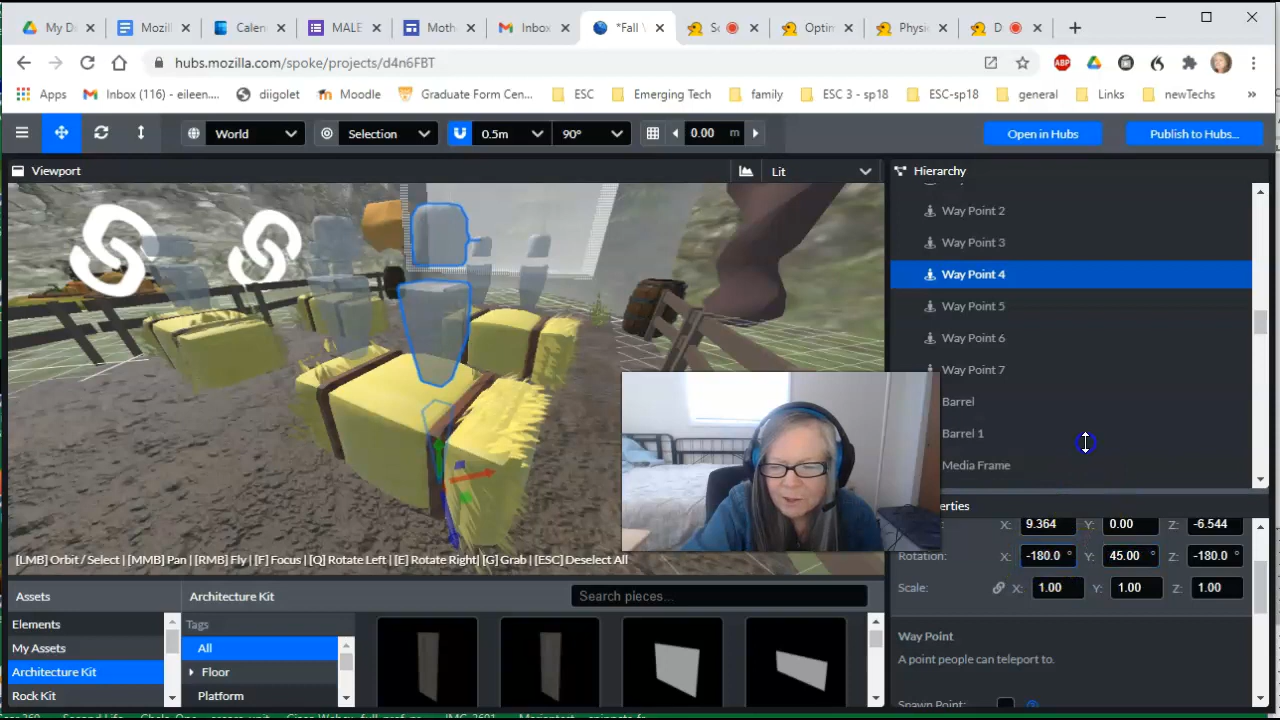 My D
Mozill
Calen
MALE
Moth
Inbox
*Fall \
Sc
Optim
Physic
D
hubs.mozilla.com/spoke/projects/d4n6FBT
ABP
Apps
Inbox (116) - eileen....
diigolet
Moodle
Graduate Form Cen...
ESC
Emerging Tech
family
ESC 3 - sp18
ESC-sp18
general
Links
newTechs
»
World
Selection
0.5m
90°
0.00 m
Open in Hubs
Publish to Hubs...
Viewport
Lit
Hierarchy
Way Point 2
Way Point 3
Way Point 4
Way Point 5
Way Point 6
Way Point 7
Barrel
Barrel 1
Media Frame
erties
X: 9.364 Y: 0.00 Z: -6.544
Rotation: X: -180.0 ° Y: 45.00 ° Z: -180.0 °
Scale: X: 1.00 Y: 1.00 Z: 1.00
Way Point
A point people can teleport to.
Spawn Point:
[LMB] Orbit / Select | [MMB] Pan | [RMB] Fly | [F] Focus | [Q] Rotate Left | [E] Rotate Right| [G] Grab | [ESC] Deselect All
Assets
Architecture Kit
Search pieces...
Elements
My Assets
Architecture Kit
Rock Kit
Tags
All
Floor
Platform